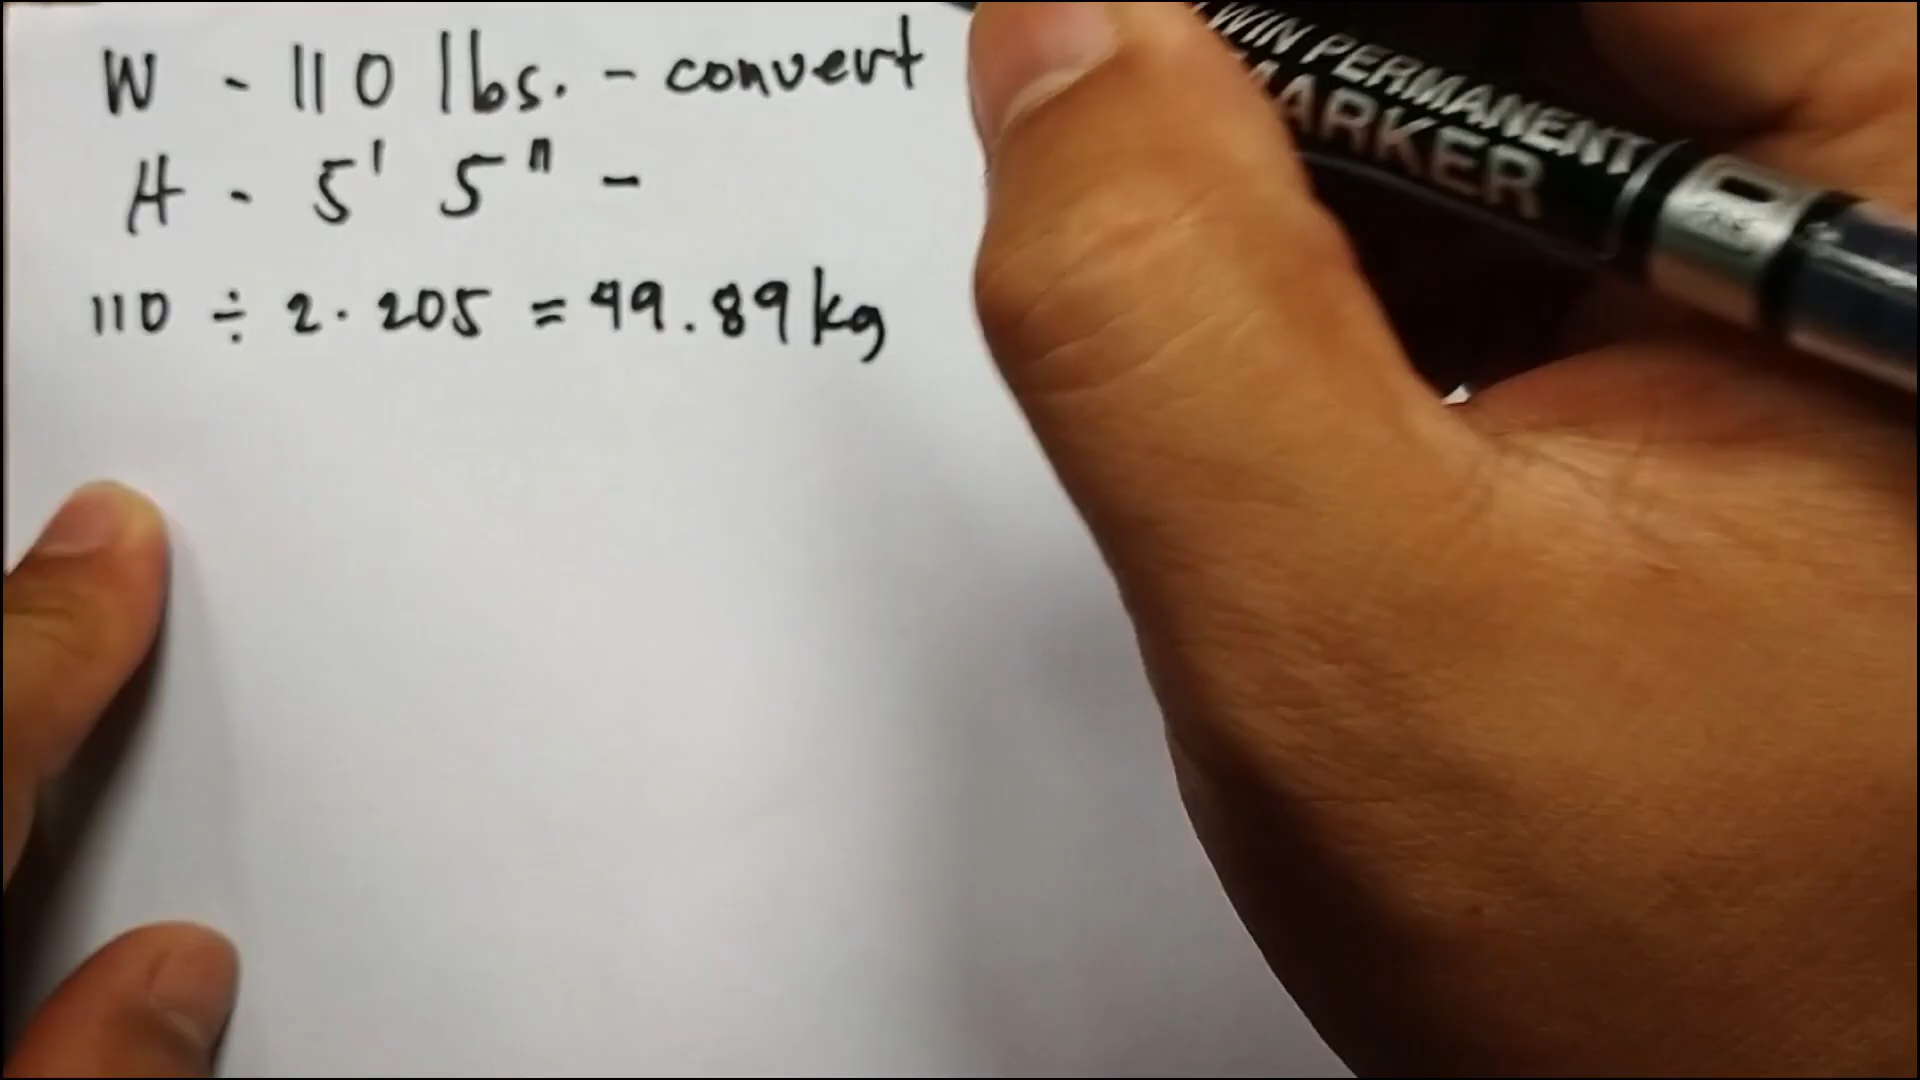 W - 110 lbs. - convert
H - 5' 5" -
110 ÷ 2.205 = 49.89 kg
WIN PERMANENT
MARKER